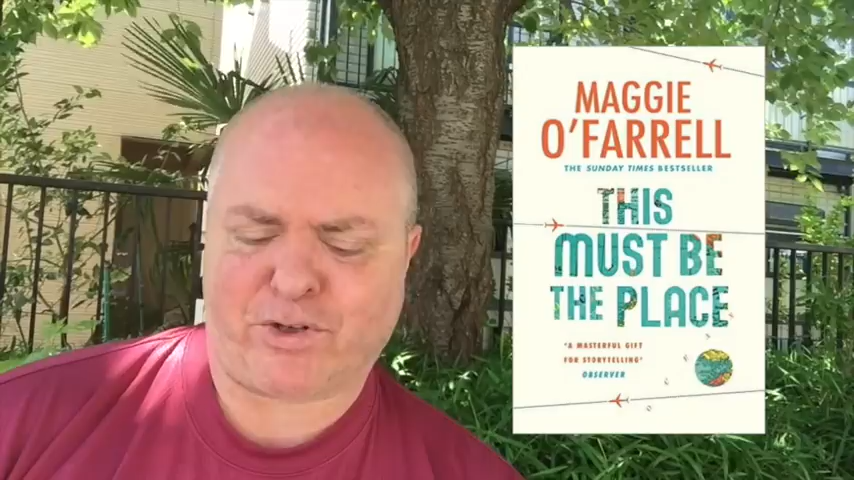 MAGGIE
O'FARRELL
THE SUNDAY TIMES BESTSELLER
THIS
MUST BE
THE PLACE
'A MASTERFUL GIFT
FOR STORYTELLING'
OBSERVER